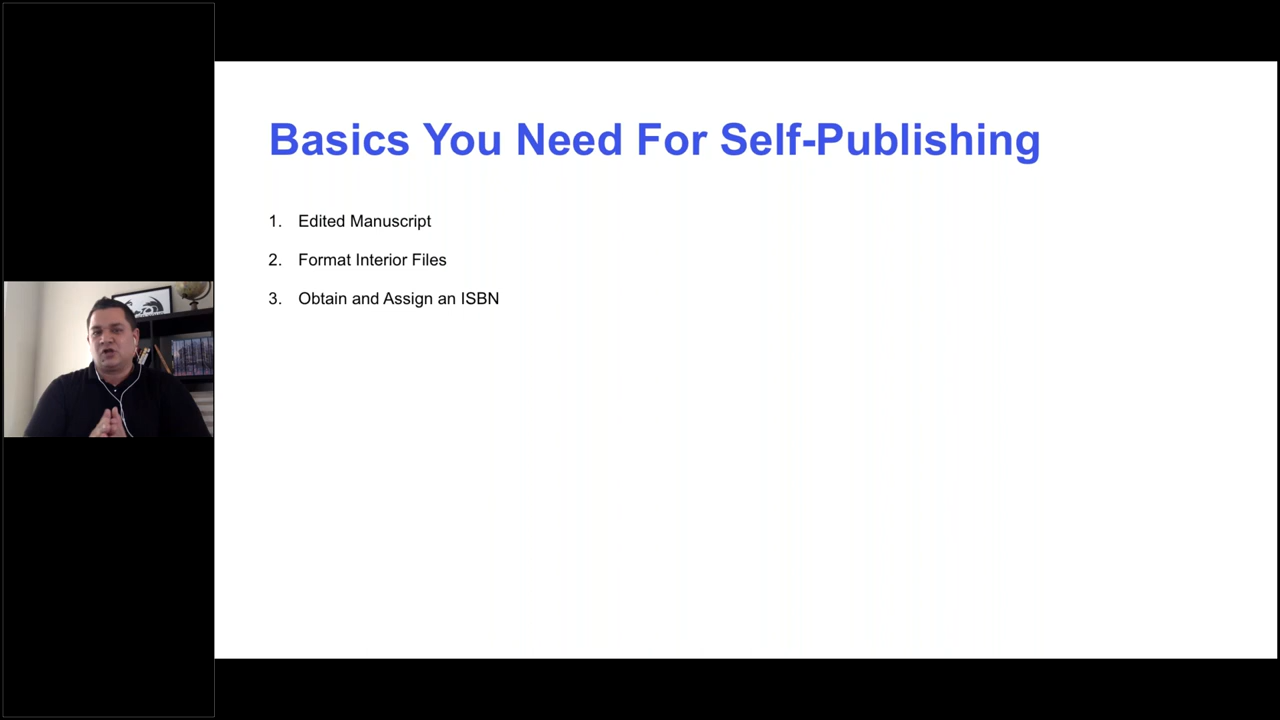 Basics You Need For Self-Publishing
1. Edited Manuscript
2. Format Interior Files
3. Obtain and Assign an ISBN